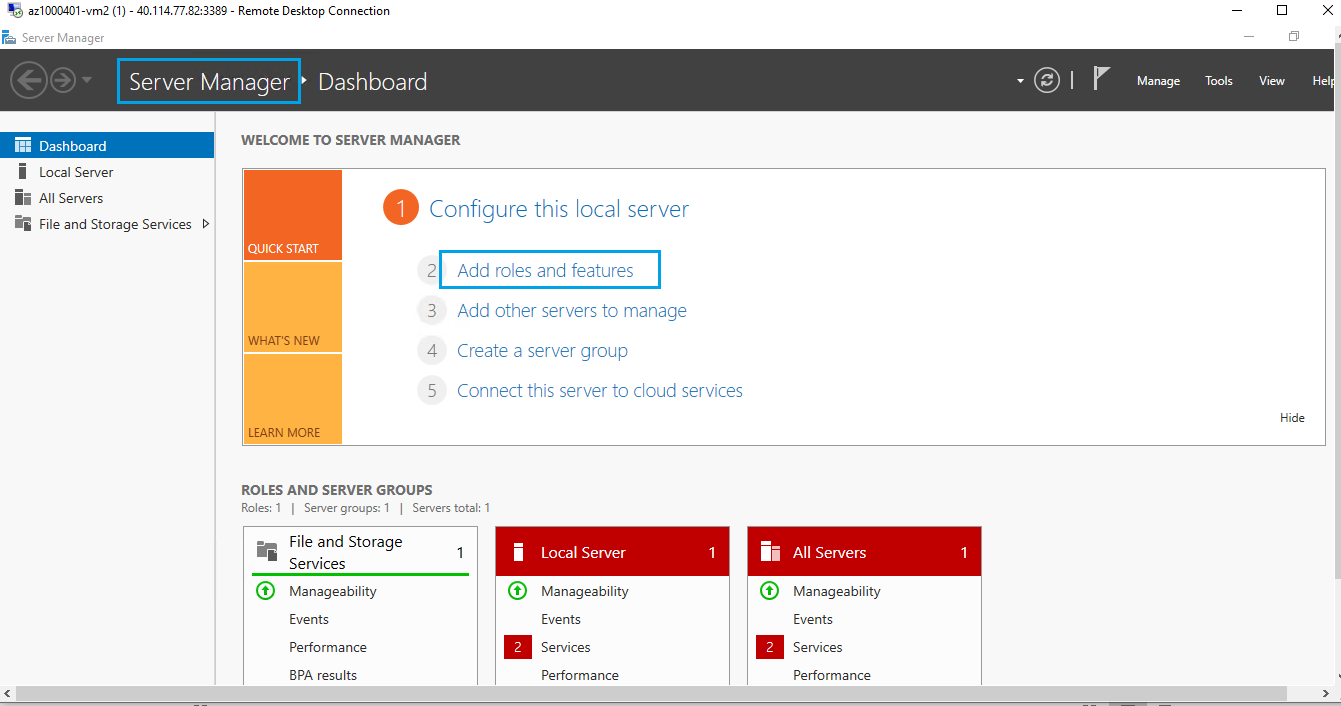 az1000401-vm2 (1) - 40.114.77.82:3389 - Remote Desktop Connection
Server Manager
Server Manager Dashboard
Manage Tools View Help
Dashboard
Local Server
All Servers
File and Storage Services
WELCOME TO SERVER MANAGER
QUICK START
WHAT'S NEW
LEARN MORE
1 Configure this local server
2 Add roles and features
3 Add other servers to manage
4 Create a server group
5 Connect this server to cloud services
Hide
ROLES AND SERVER GROUPS
Roles: 1 | Server groups: 1 | Servers total: 1
File and Storage
Services 1
Manageability
Events
Performance
BPA results
Local Server 1
Manageability
Events
2 Services
Performance
All Servers 1
Manageability
Events
2 Services
Performance